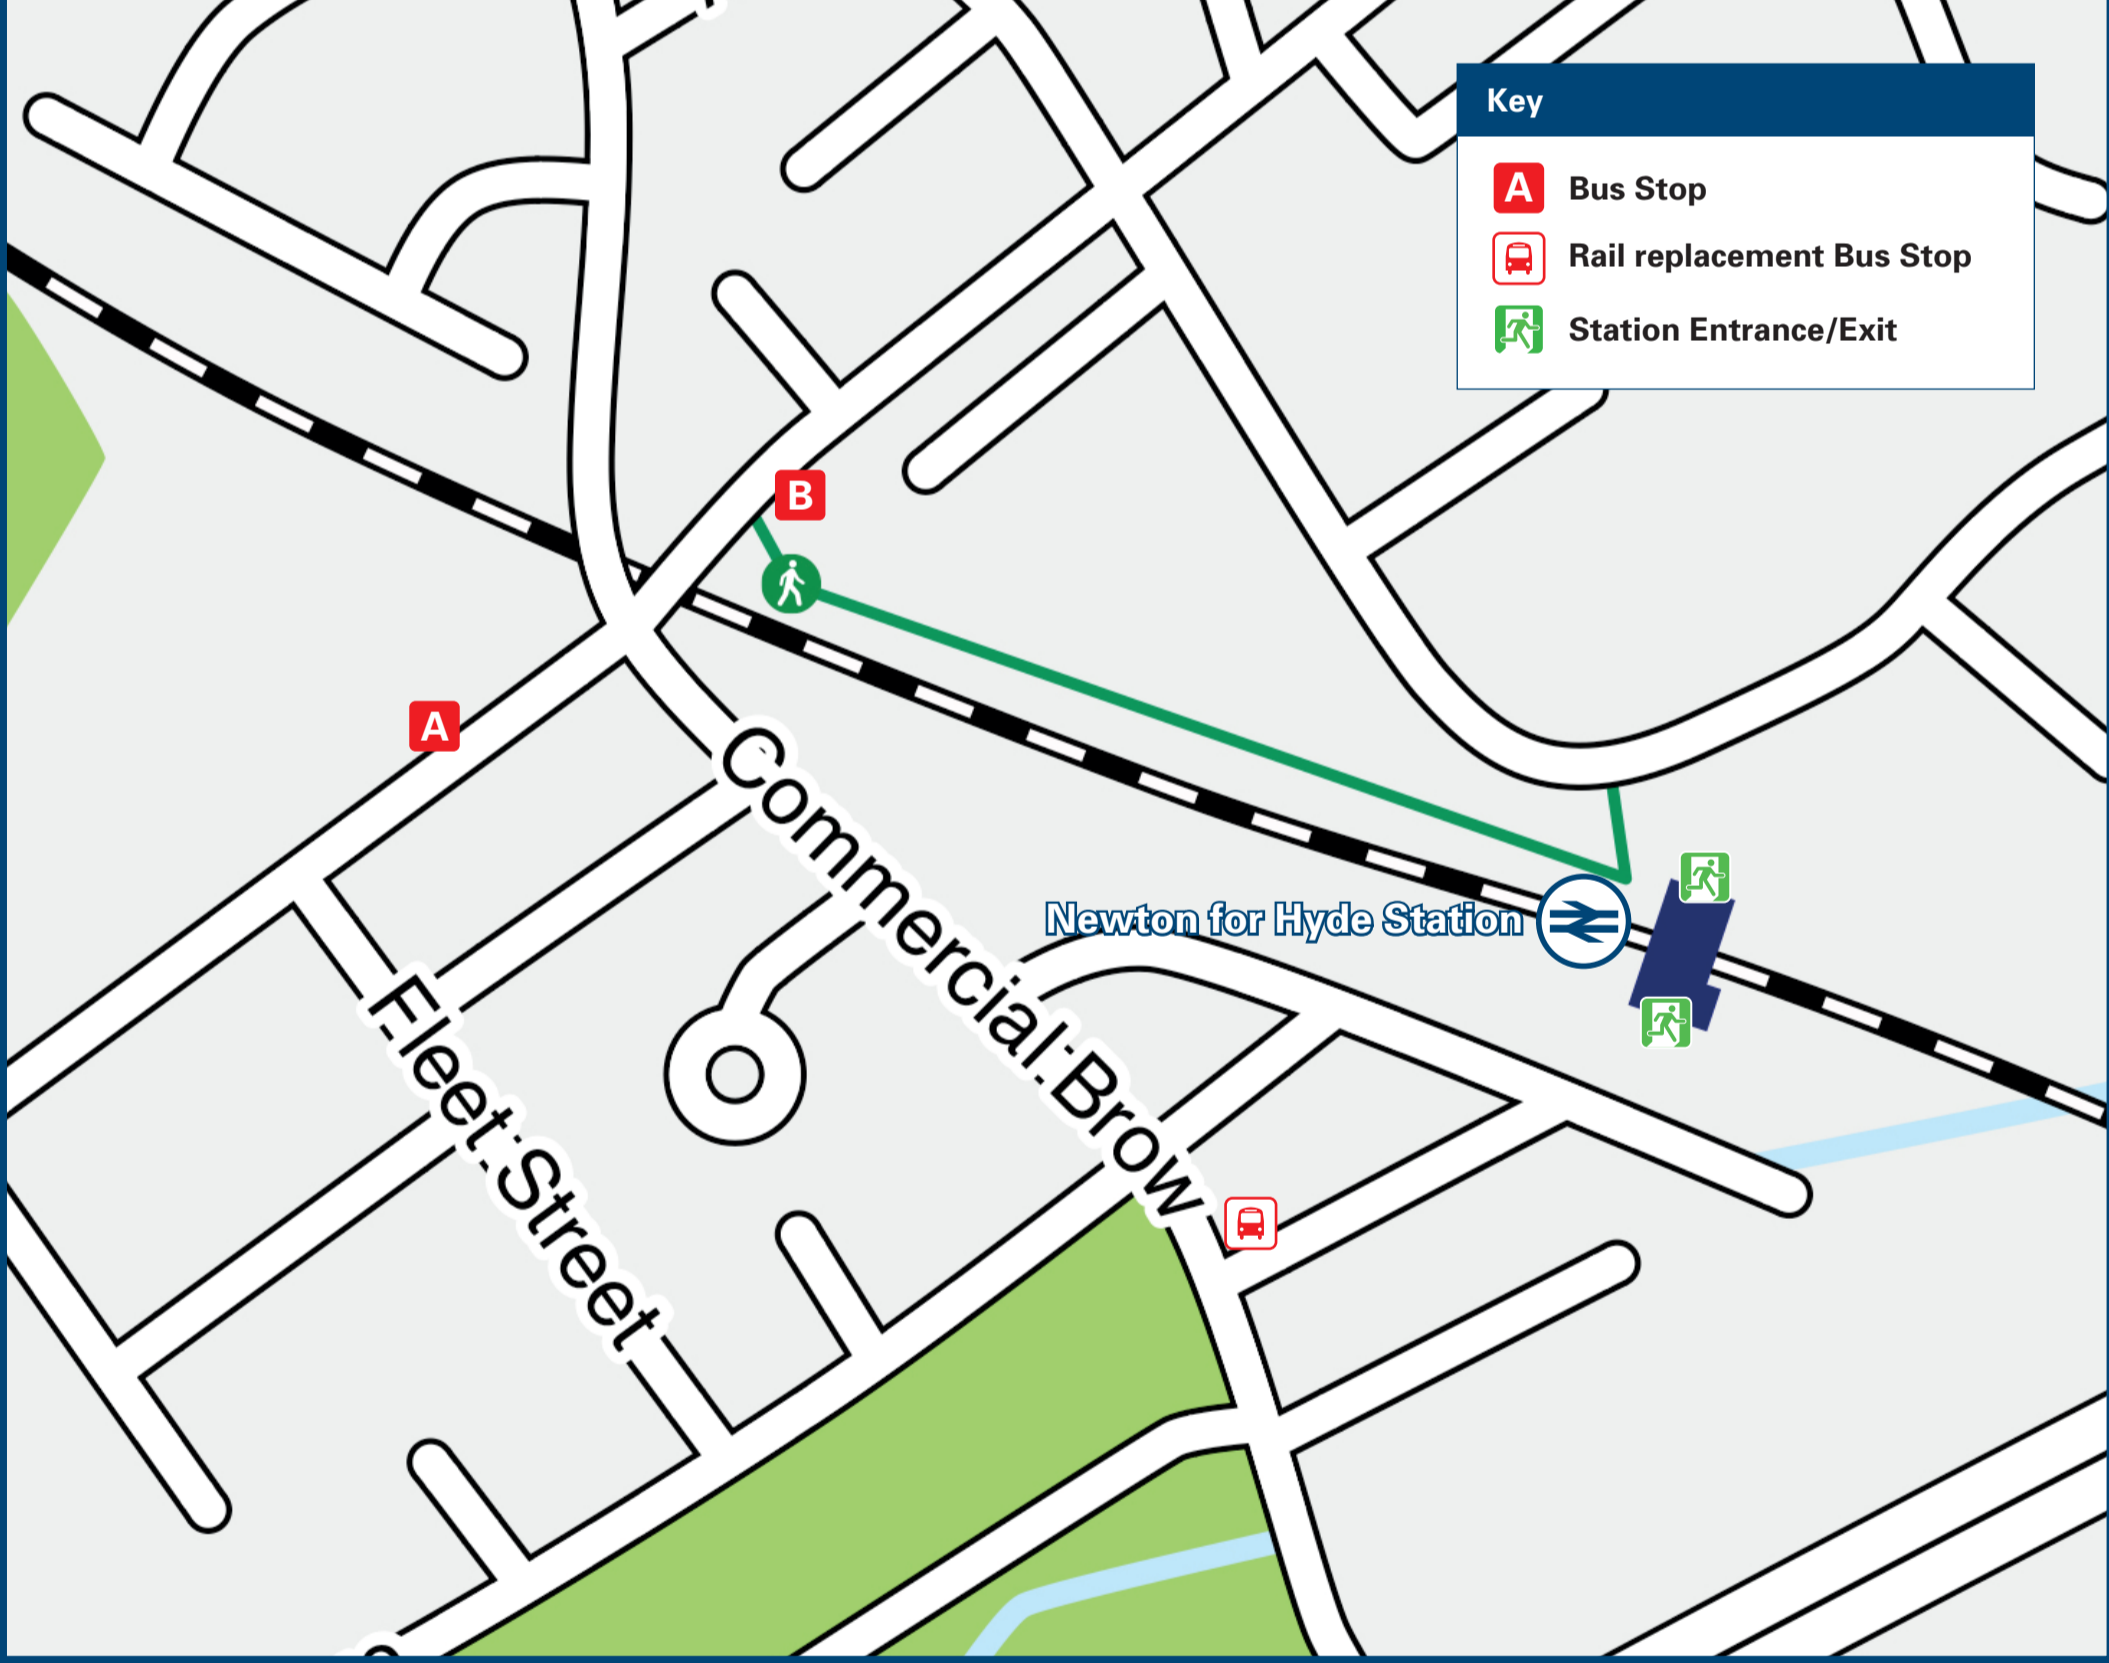 Key
A
Bus Stop
Rail replacement Bus Stop
Station Entrance/Exit
B
A
Commercial Brow
Newton for Hyde Station
Fleet Street